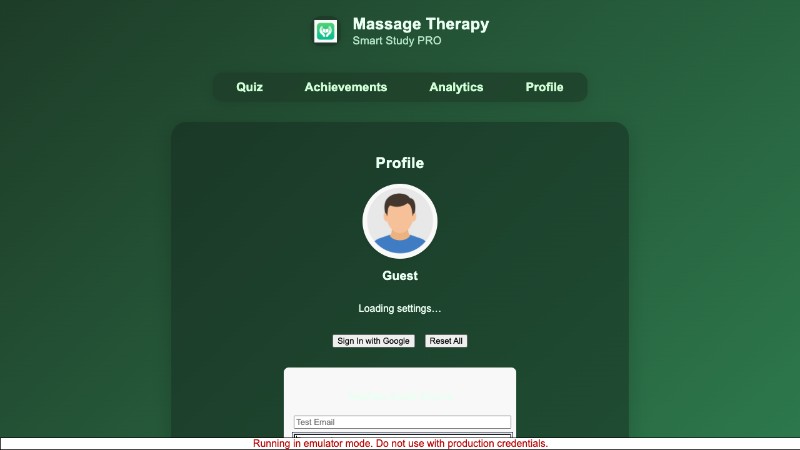 Massage Therapy
Smart Study PRO
Quiz
Achievements
Analytics
Profile
Profile
Guest
Loading settings…
Sign In with Google
Reset All
Test Email
Running in emulator mode. Do not use with production credentials.